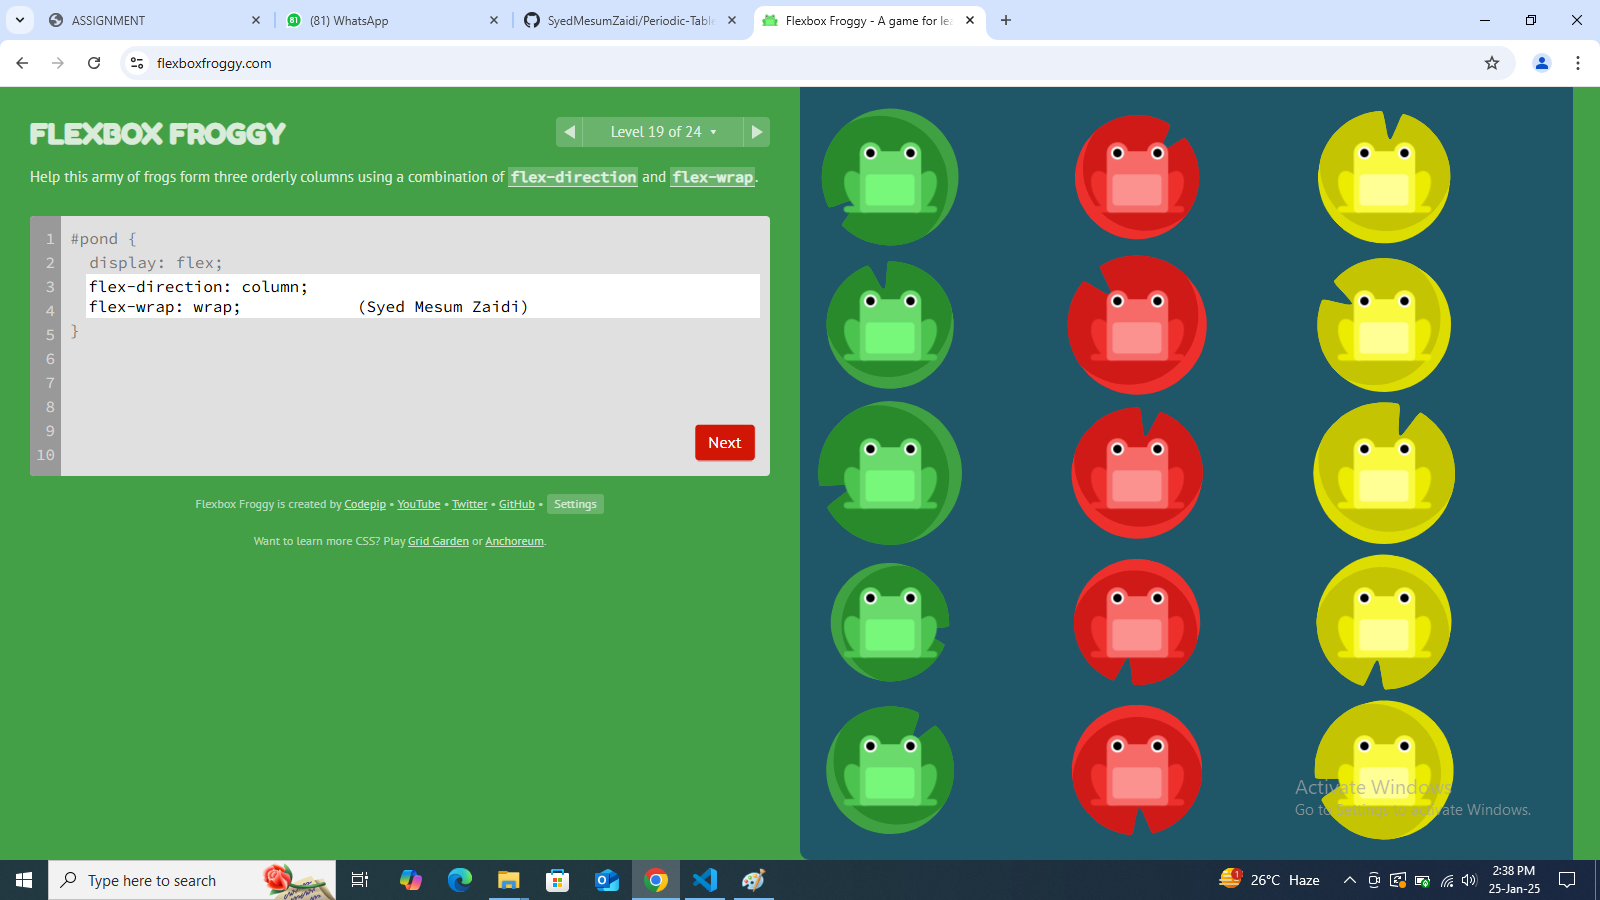 ASSIGNMENT
(81) WhatsApp
SyedMesumZaidi/Periodic-Table
Flexbox Froggy - A game for lea
flexboxfroggy.com
FLEXBOX FROGGY
Level 19 of 24
Help this army of frogs form three orderly columns using a combination of flex-direction and flex-wrap.
1 #pond {
2 display: flex;
3 flex-direction: column;
4 flex-wrap: wrap; (Syed Mesum Zaidi)
5 }
6
7
8
9
10
Next
Flexbox Froggy is created by Codepip • YouTube • Twitter • GitHub • Settings
Want to learn more CSS? Play Grid Garden or Anchoreum.
Activate Windows
Go to Settings to activate Windows.
Type here to search
1
26°C Haze
2:38 PM
25-Jan-25